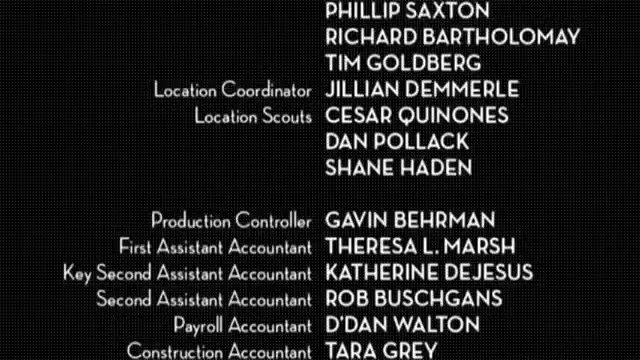 PHILLIP SAXTON
RICHARD BARTHOLOMAY
TIM GOLDBERG
Location Coordinator JILLIAN DEMMERLE
Location Scouts CESAR QUINONES
DAN POLLACK
SHANE HADEN
Production Controller GAVIN BEHRMAN
First Assistant Accountant THERESA L. MARSH
Key Second Assistant Accountant KATHERINE DEJESUS
Second Assistant Accountant ROB BUSCHGANS
Payroll Accountant D'DAN WALTON
Construction Accountant TARA GREY